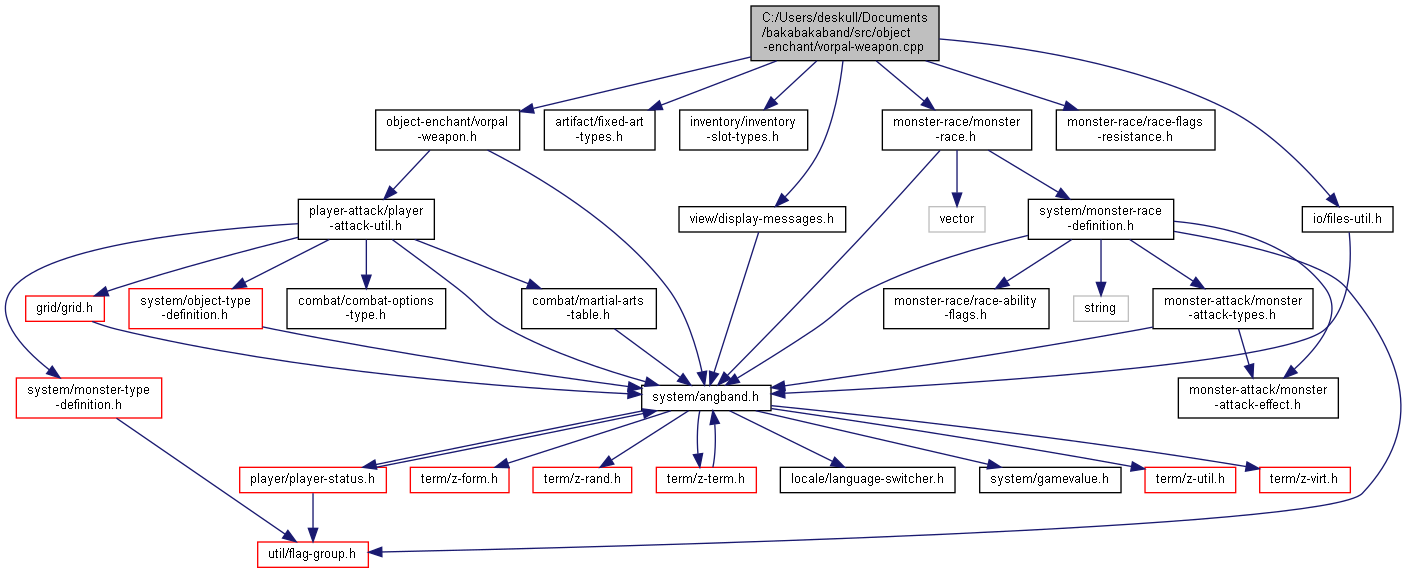 C:/Users/deskull/Documents
/bakabakaband/src/object
-enchant/vorpal-weapon.cpp
object-enchant/vorpal
-weapon.h
artifact/fixed-art
-types.h
inventory/inventory
-slot-types.h
monster-race/monster
-race.h
monster-race/race-flags
-resistance.h
player-attack/player
-attack-util.h
view/display-messages.h
vector
system/monster-race
-definition.h
io/files-util.h
grid/grid.h
system/object-type
-definition.h
combat/combat-options
-type.h
combat/martial-arts
-table.h
monster-race/race-ability
-flags.h
string
monster-attack/monster
-attack-types.h
system/monster-type
-definition.h
system/angband.h
monster-attack/monster
-attack-effect.h
player/player-status.h
term/z-form.h
term/z-rand.h
term/z-term.h
locale/language-switcher.h
system/gamevalue.h
term/z-util.h
term/z-virt.h
util/flag-group.h